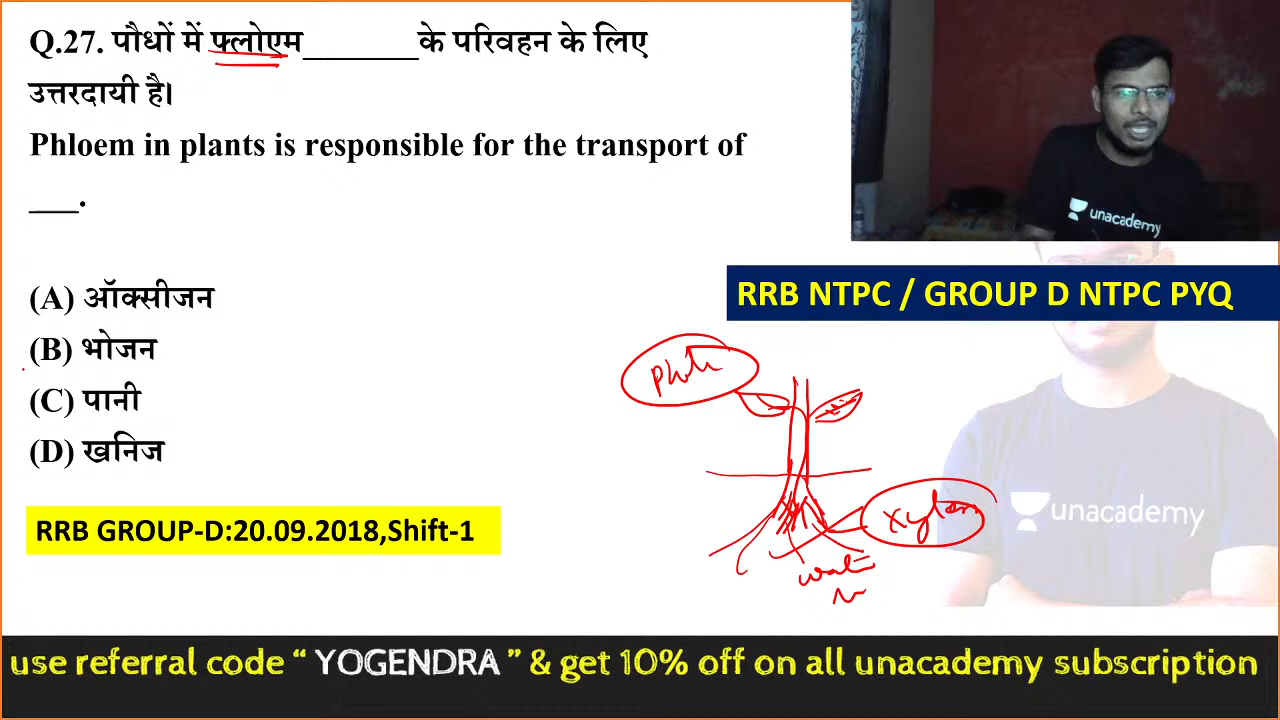 Q.27. पौधों में फ्लोएम_______ के परिवहन के लिए
उत्तरदायी है।
Phloem in plants is responsible for the transport of
___.
(A) ऑक्सीजन
(B) भोजन
(C) पानी
(D) खनिज
RRB GROUP-D:20.09.2018,Shift-1
unacademy
RRB NTPC / GROUP D NTPC PYQ
xylem
unacademy
use referral code “ YOGENDRA ” & get 10% off on all unacademy subscription